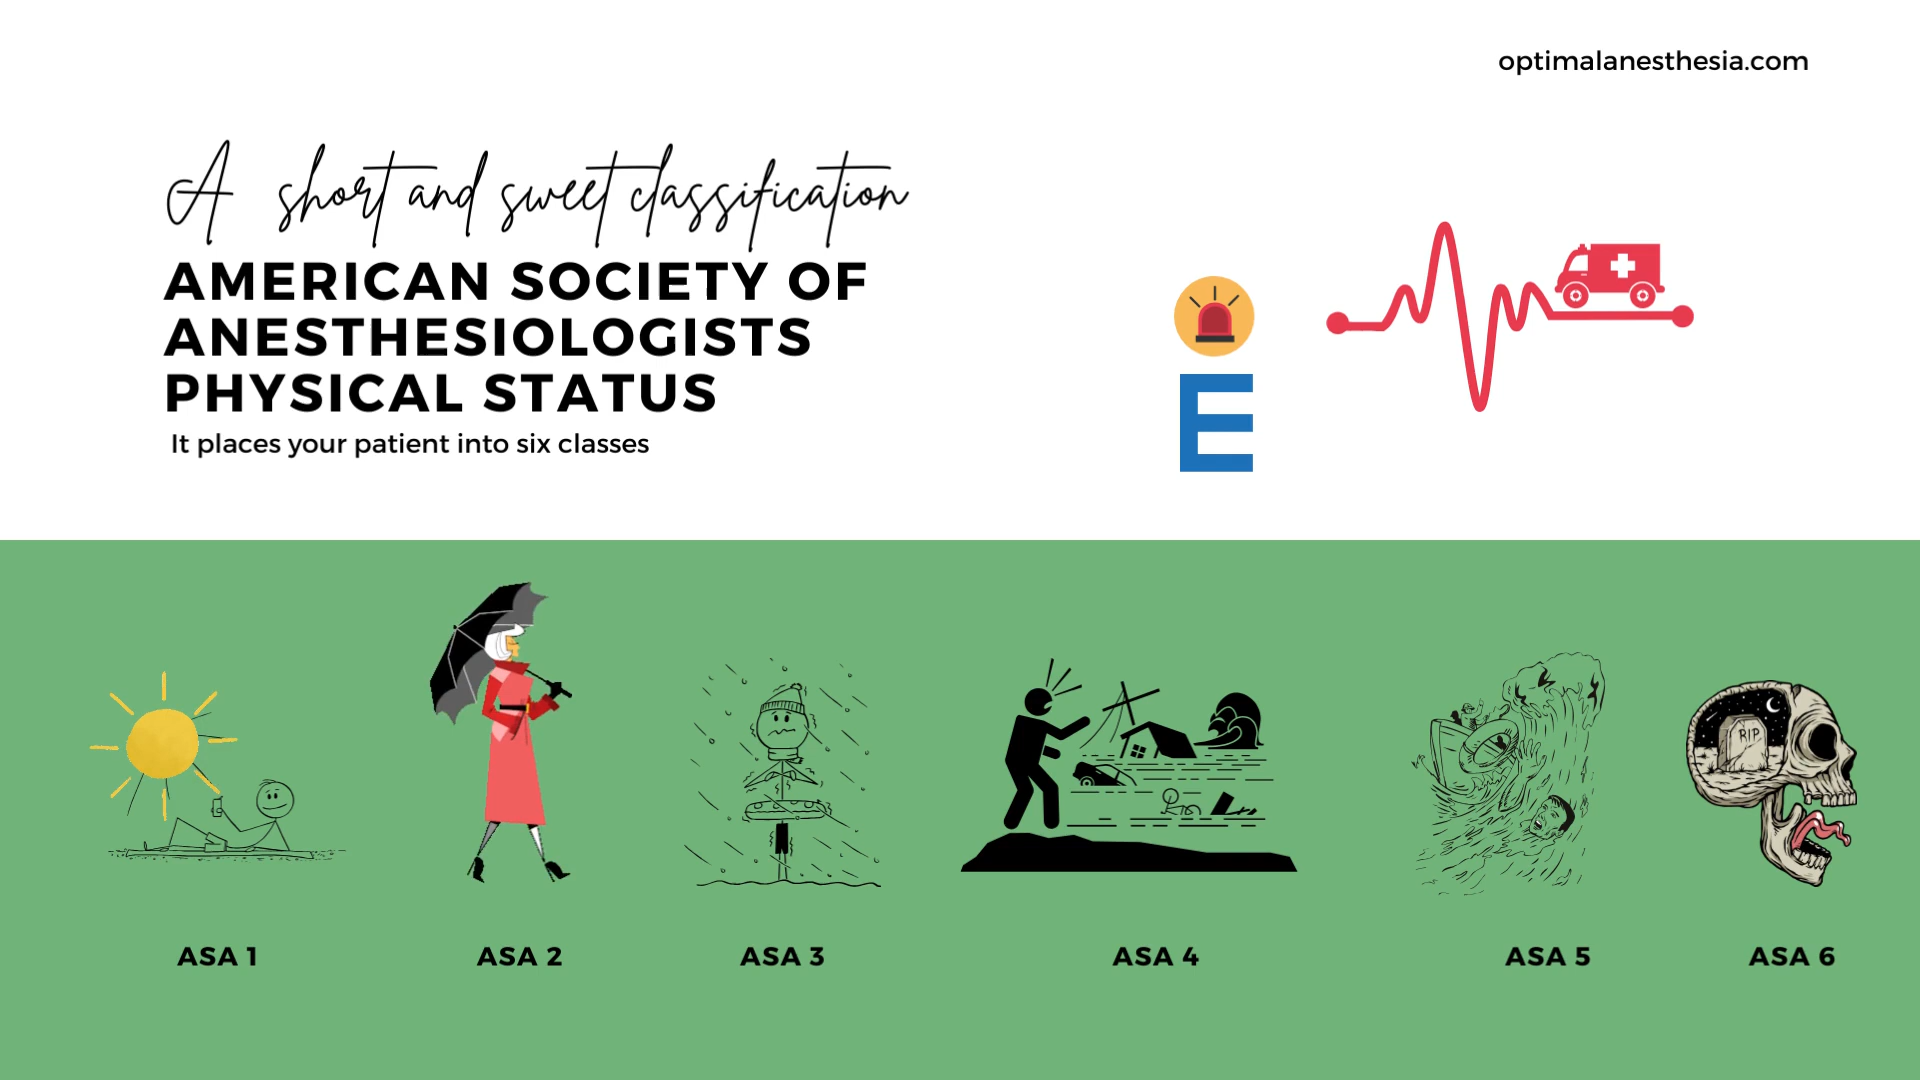 optimalanesthesia.com
A short and sweet classification
AMERICAN SOCIETY OF
ANESTHESIOLOGISTS
PHYSICAL STATUS
It places your patient into six classes
E
RIP
ASA 1
ASA 2
ASA 3
ASA 4
ASA 5
ASA 6